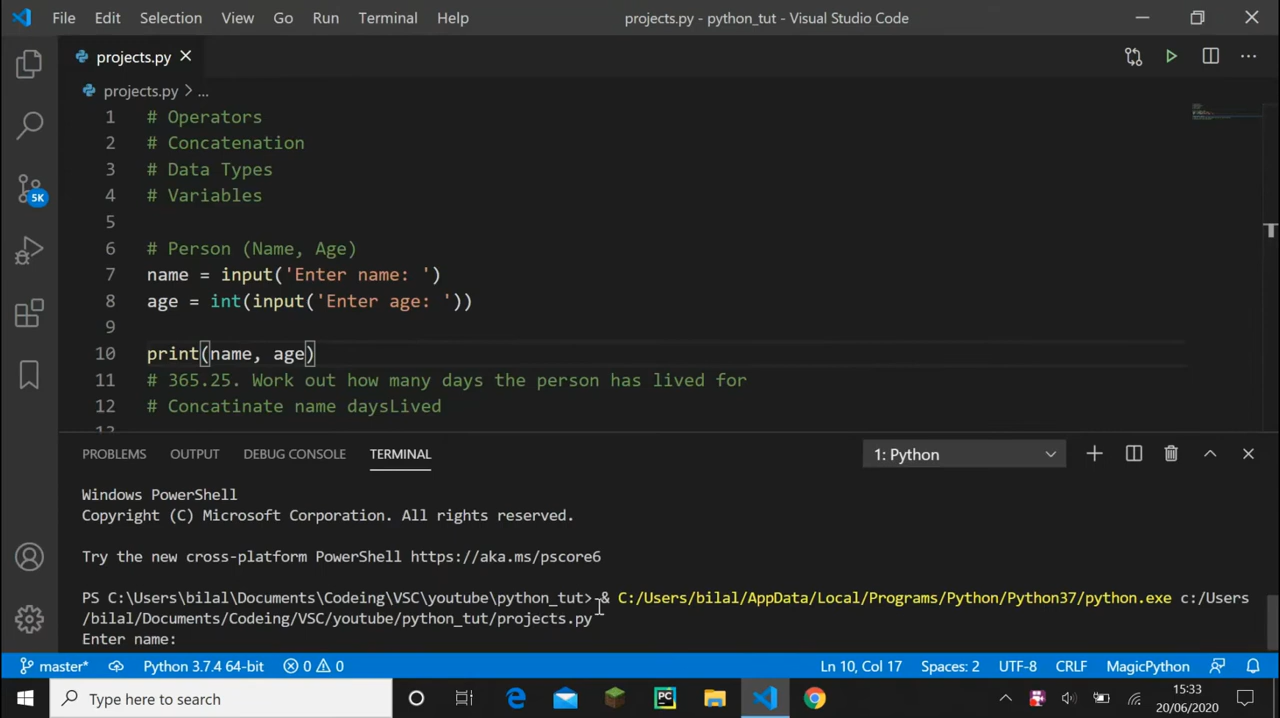 File Edit Selection View Go Run Terminal Help projects.py - python_tut - Visual Studio Code
projects.py
projects.py > ...
1 # Operators
2 # Concatenation
3 # Data Types
4 # Variables
5
6 # Person (Name, Age)
7 name = input('Enter name: ')
8 age = int(input('Enter age: '))
9
10 print(name, age)
11 # 365.25. Work out how many days the person has lived for
12 # Concatinate name daysLived
13
5K
PROBLEMS OUTPUT DEBUG CONSOLE TERMINAL 1: Python
Windows PowerShell
Copyright (C) Microsoft Corporation. All rights reserved.
Try the new cross-platform PowerShell https://aka.ms/pscore6
PS C:\Users\bilal\Documents\Codeing\VSC\youtube\python_tut> & C:/Users/bilal/AppData/Local/Programs/Python/Python37/python.exe c:/Users
/bilal/Documents/Codeing/VSC/youtube/python_tut/projects.py
Enter name:
master* Python 3.7.4 64-bit 0 0 Ln 10, Col 17 Spaces: 2 UTF-8 CRLF MagicPython
Type here to search PC 15:33
20/06/2020